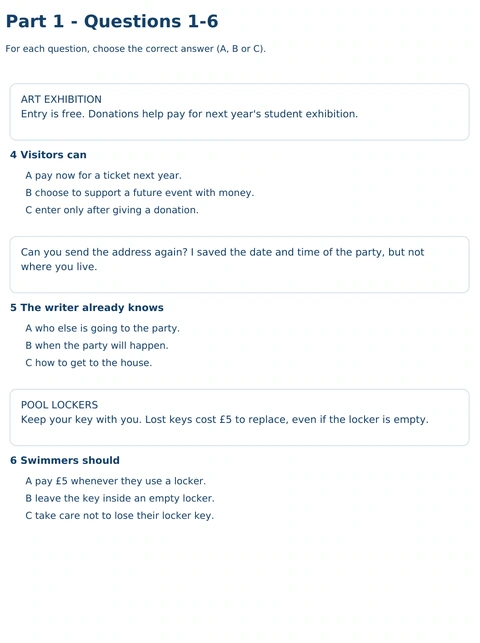 Part 1 - Questions 1-6
For each question, choose the correct answer (A, B or C).
ART EXHIBITION
Entry is free. Donations help pay for next year's student exhibition.
4 Visitors can
A pay now for a ticket next year.
B choose to support a future event with money.
C enter only after giving a donation.
Can you send the address again? I saved the date and time of the party, but not
where you live.
5 The writer already knows
A who else is going to the party.
B when the party will happen.
C how to get to the house.
POOL LOCKERS
Keep your key with you. Lost keys cost £5 to replace, even if the locker is empty.
6 Swimmers should
A pay £5 whenever they use a locker.
B leave the key inside an empty locker.
C take care not to lose their locker key.